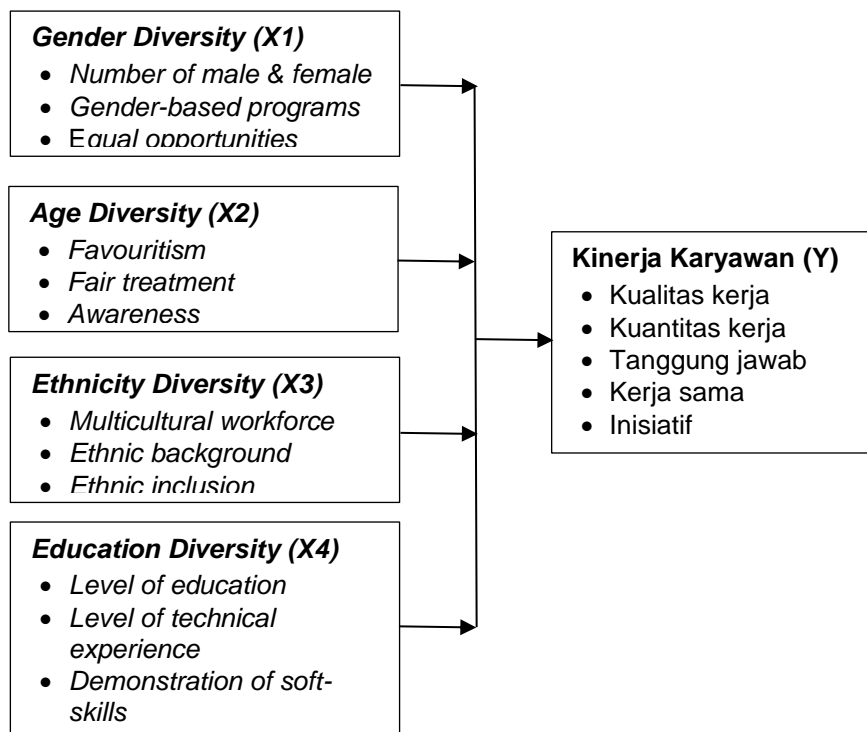 Gender Diversity (X1)
• Number of male & female
• Gender-based programs
• Equal opportunities
Age Diversity (X2)
• Favouritism
• Fair treatment
• Awareness
Ethnicity Diversity (X3)
• Multicultural workforce
• Ethnic background
• Ethnic inclusion
Education Diversity (X4)
• Level of education
• Level of technical
experience
• Demonstration of soft-
skills
Kinerja Karyawan (Y)
• Kualitas kerja
• Kuantitas kerja
• Tanggung jawab
• Kerja sama
• Inisiatif